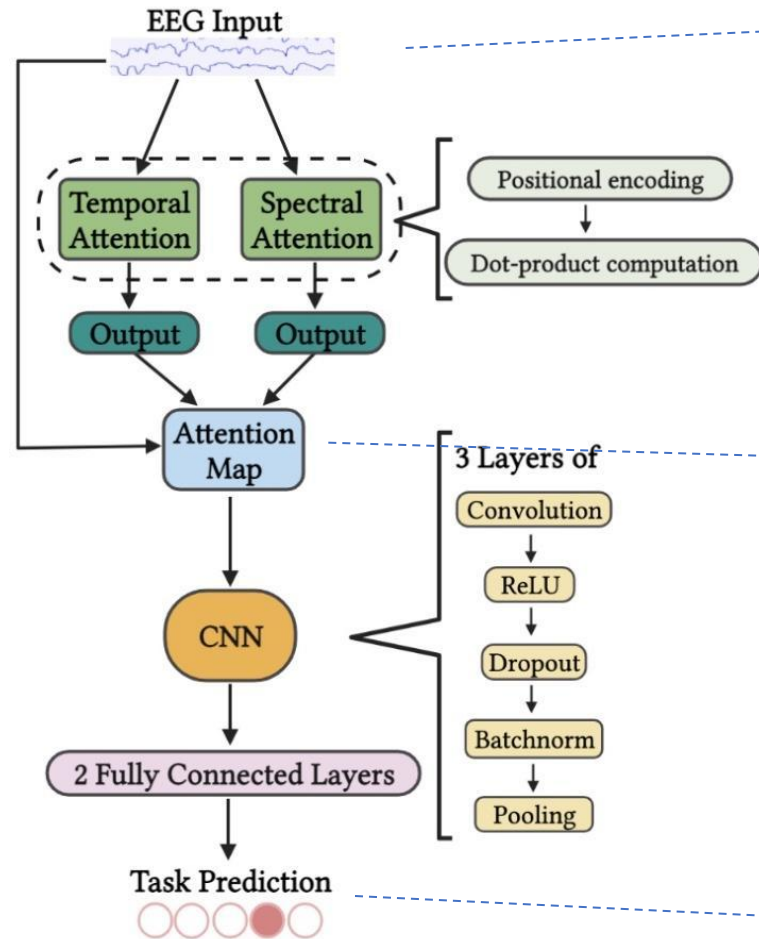 EEG Input
Temporal
Attention
Spectral
Attention
Positional encoding
Dot-product computation
Output
Output
Attention
Map
3 Layers of
Convolution
ReLU
Dropout
Batchnorm
Pooling
CNN
2 Fully Connected Layers
Task Prediction